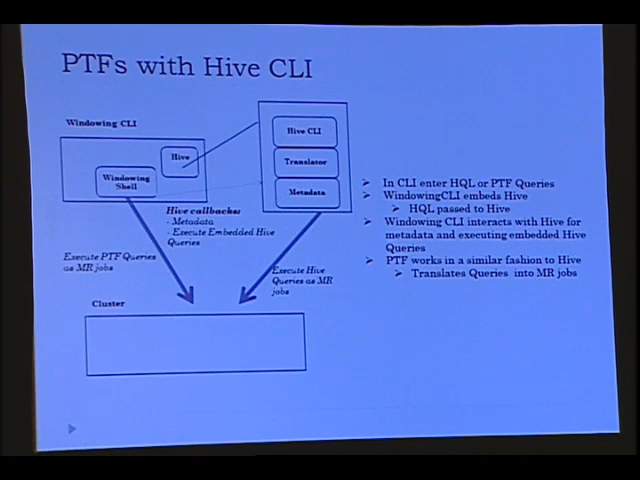 PTFs with Hive CLI
Windowing CLI
Hive
Windowing
Shell
Hive CLI
Translator
Metadata
Hive callbacks:
- Metadata
- Execute Embedded Hive
Queries
Execute PTF Queries
as MR jobs
Execute Hive
Queries as MR
jobs
Cluster
In CLI enter HQL or PTF Queries
WindowingCLI embeds Hive
HQL passed to Hive
Windowing CLI interacts with Hive for
metadata and executing embedded Hive
Queries
PTF works in a similar fashion to Hive
Translates Queries into MR jobs